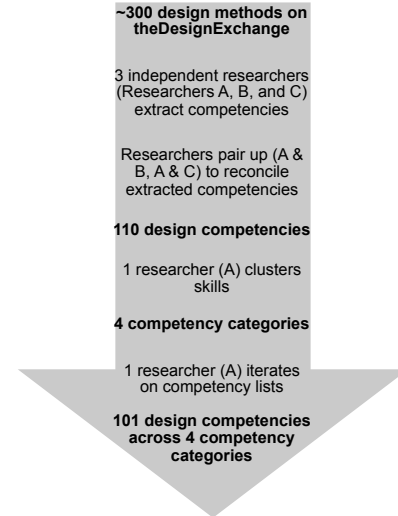 ~300 design methods on
theDesignExchange
3 independent researchers
(Researchers A, B, and C)
extract competencies
Researchers pair up (A &
B, A & C) to reconcile
extracted competencies
110 design competencies
1 researcher (A) clusters
skills
4 competency categories
1 researcher (A) iterates
on competency lists
101 design competencies
across 4 competency
categories